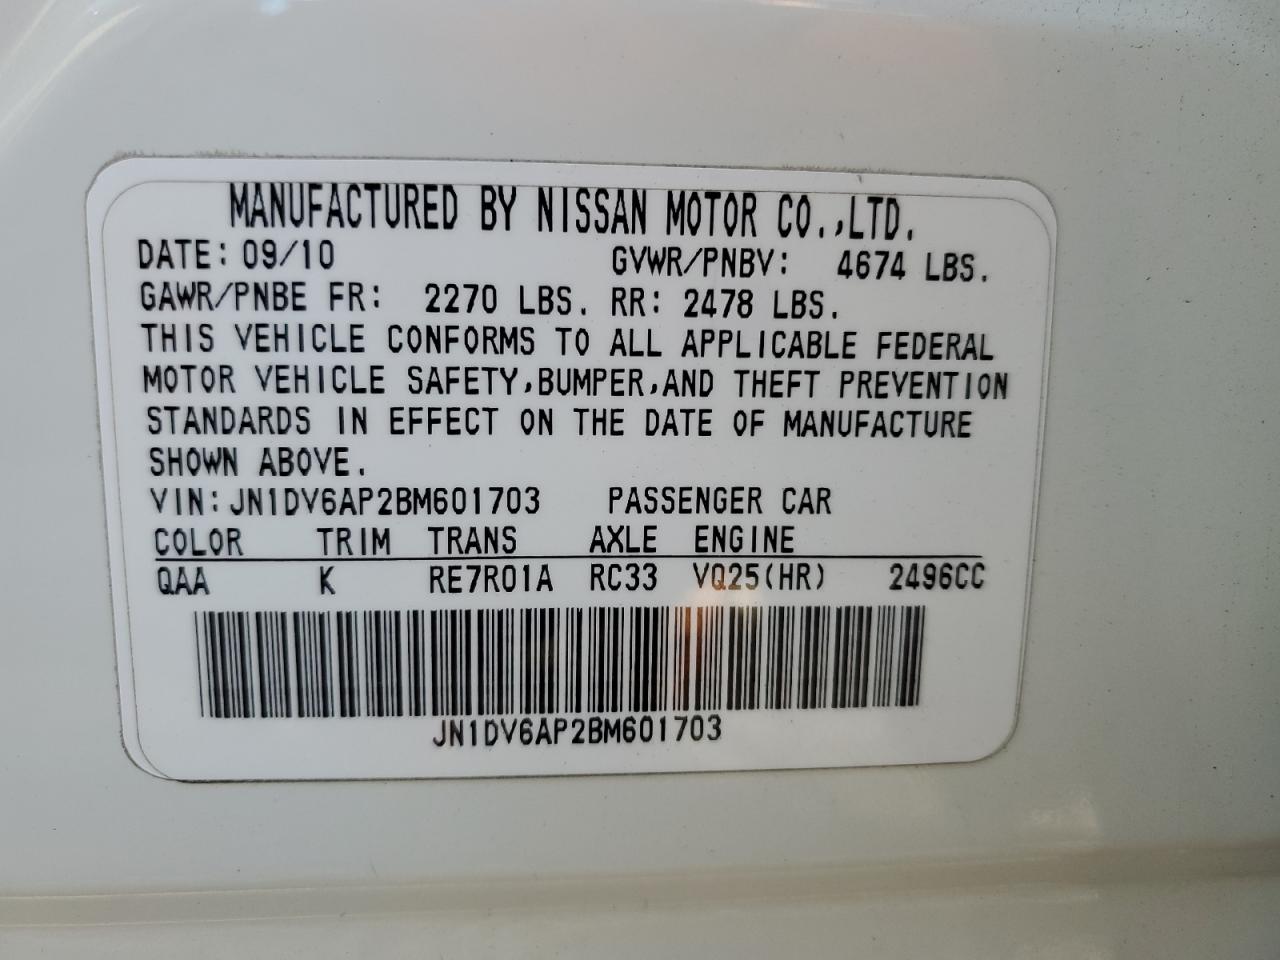 MANUFACTURED BY NISSAN MOTOR CO.,LTD.
DATE: 09/10 GVWR/PNBV: 4674 LBS.
GAWR/PNBE FR: 2270 LBS. RR: 2478 LBS.
THIS VEHICLE CONFORMS TO ALL APPLICABLE FEDERAL
MOTOR VEHICLE SAFETY,BUMPER,AND THEFT PREVENTION
STANDARDS IN EFFECT ON THE DATE OF MANUFACTURE
SHOWN ABOVE.
VIN:JN1DV6AP2BM601703 PASSENGER CAR
COLOR TRIM TRANS AXLE ENGINE
QAA K RE7R01A RC33 VQ25(HR) 2496CC
JN1DV6AP2BM601703